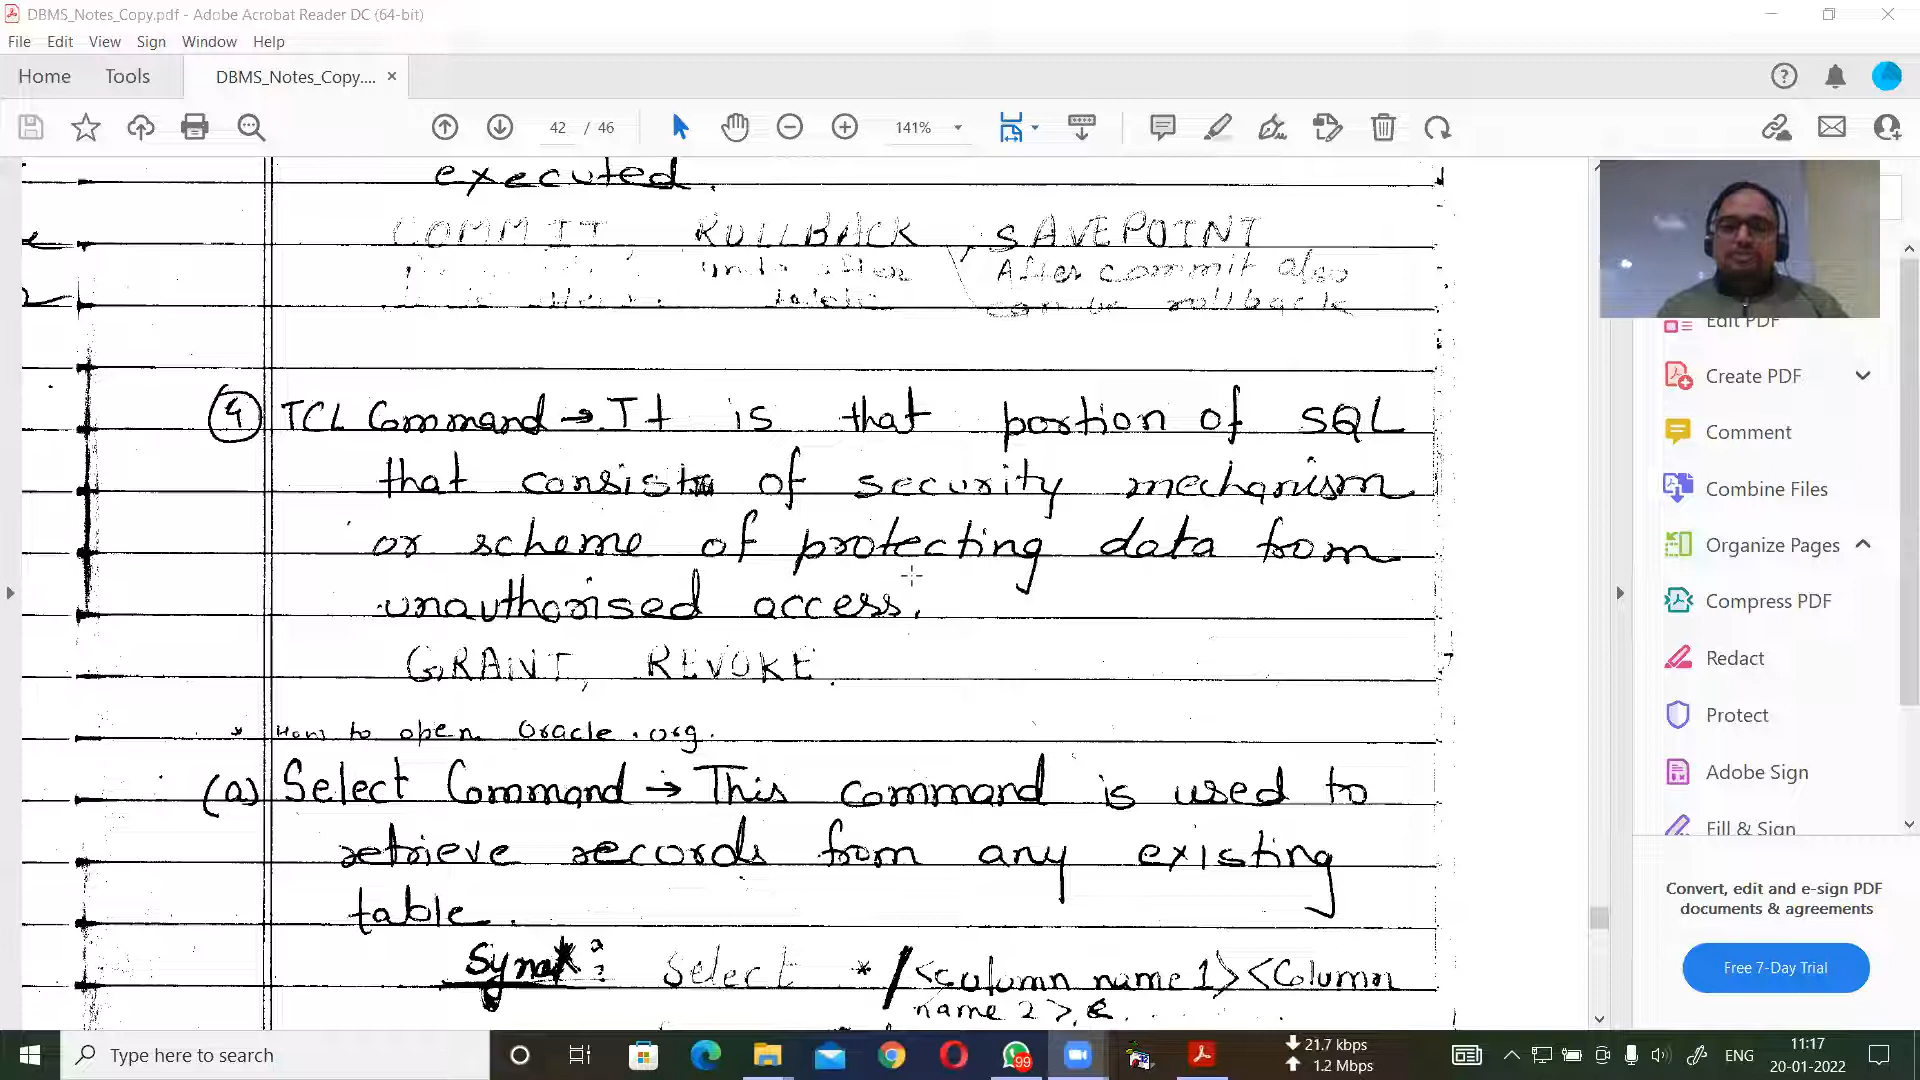 DBMS_Notes_Copy.pdf - Adobe Acrobat Reader DC (64-bit)
File Edit View Sign Window Help
Home Tools DBMS_Notes_Copy....
42 / 46 141%
executed.
COMMIT, ROLLBACK, SAVEPOINT
After commit also
rollback
4 TCL Command → It is that portion of SQL
that consists of security mechanism
or scheme of protecting data from
unauthorised access.
GRANT, REVOKE.
* How to open Oracle.org.
(a) Select Command → This command is used to
retrieve records from any existing
table.
Select * / <column name 1> <Column
name 2>,
Edit PDF
Create PDF
Comment
Combine Files
Organize Pages
Compress PDF
Redact
Protect
Adobe Sign
Fill & Sign
Convert, edit and e-sign PDF
documents & agreements
Free 7-Day Trial
Type here to search
99
21.7 kbps
1.2 Mbps
ENG
11:17
20-01-2022